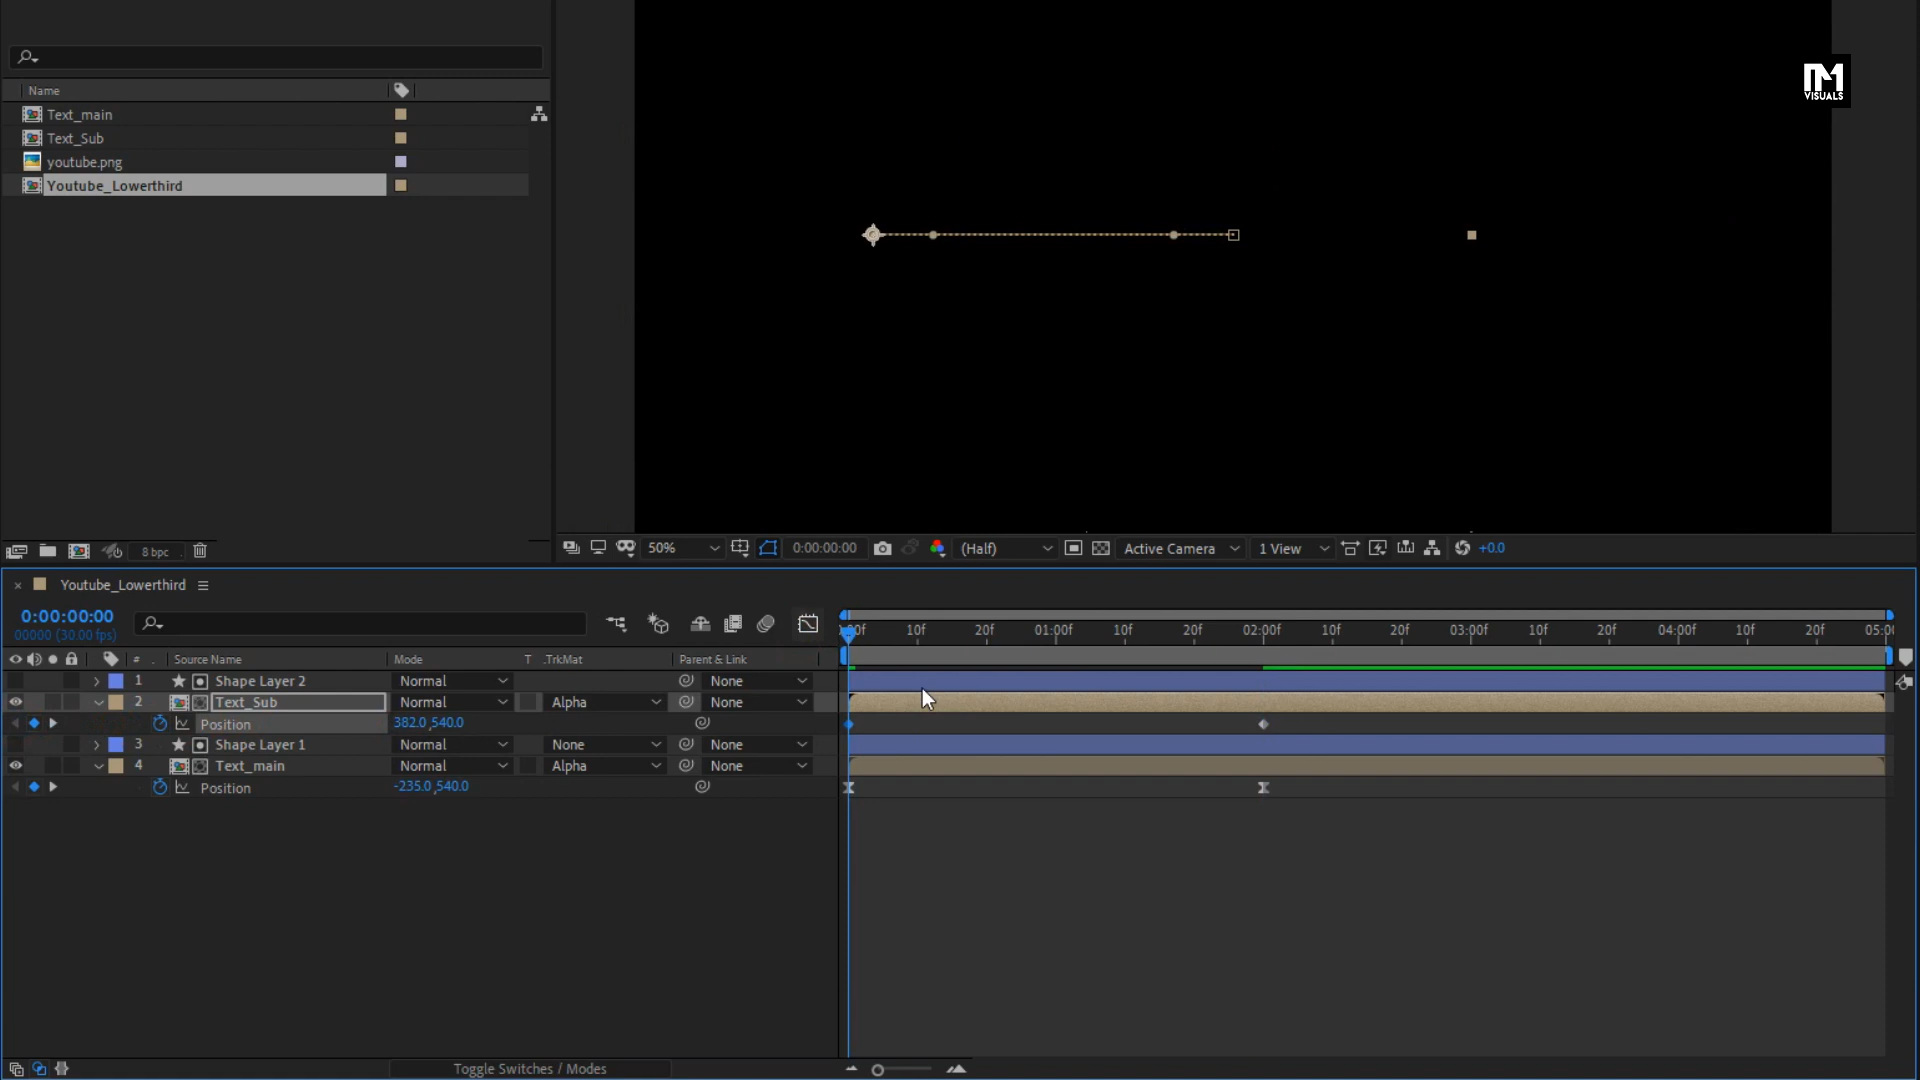 IM
VISUALS
Name
Text_main
Text_Sub
youtube.png
Youtube_Lowerthird
8 bpc
50%
0:00:00:00
(Half)
Active Camera
1 View
+0.0
Youtube_Lowerthird
0:00:00:00
00000 (30.00 fps)
10f 20f 01:00f 10f 20f 02:00f 10f 20f 03:00f 10f 20f 04:00f 10f 20f
# Source Name Mode T .TrkMat Parent & Link
1 Shape Layer 2 Normal None
2 Text_Sub Normal Alpha None
Position 382.0,540.0
3 Shape Layer 1 Normal None None
4 Text_main Normal Alpha None
Position -235.0,540.0
Toggle Switches / Modes